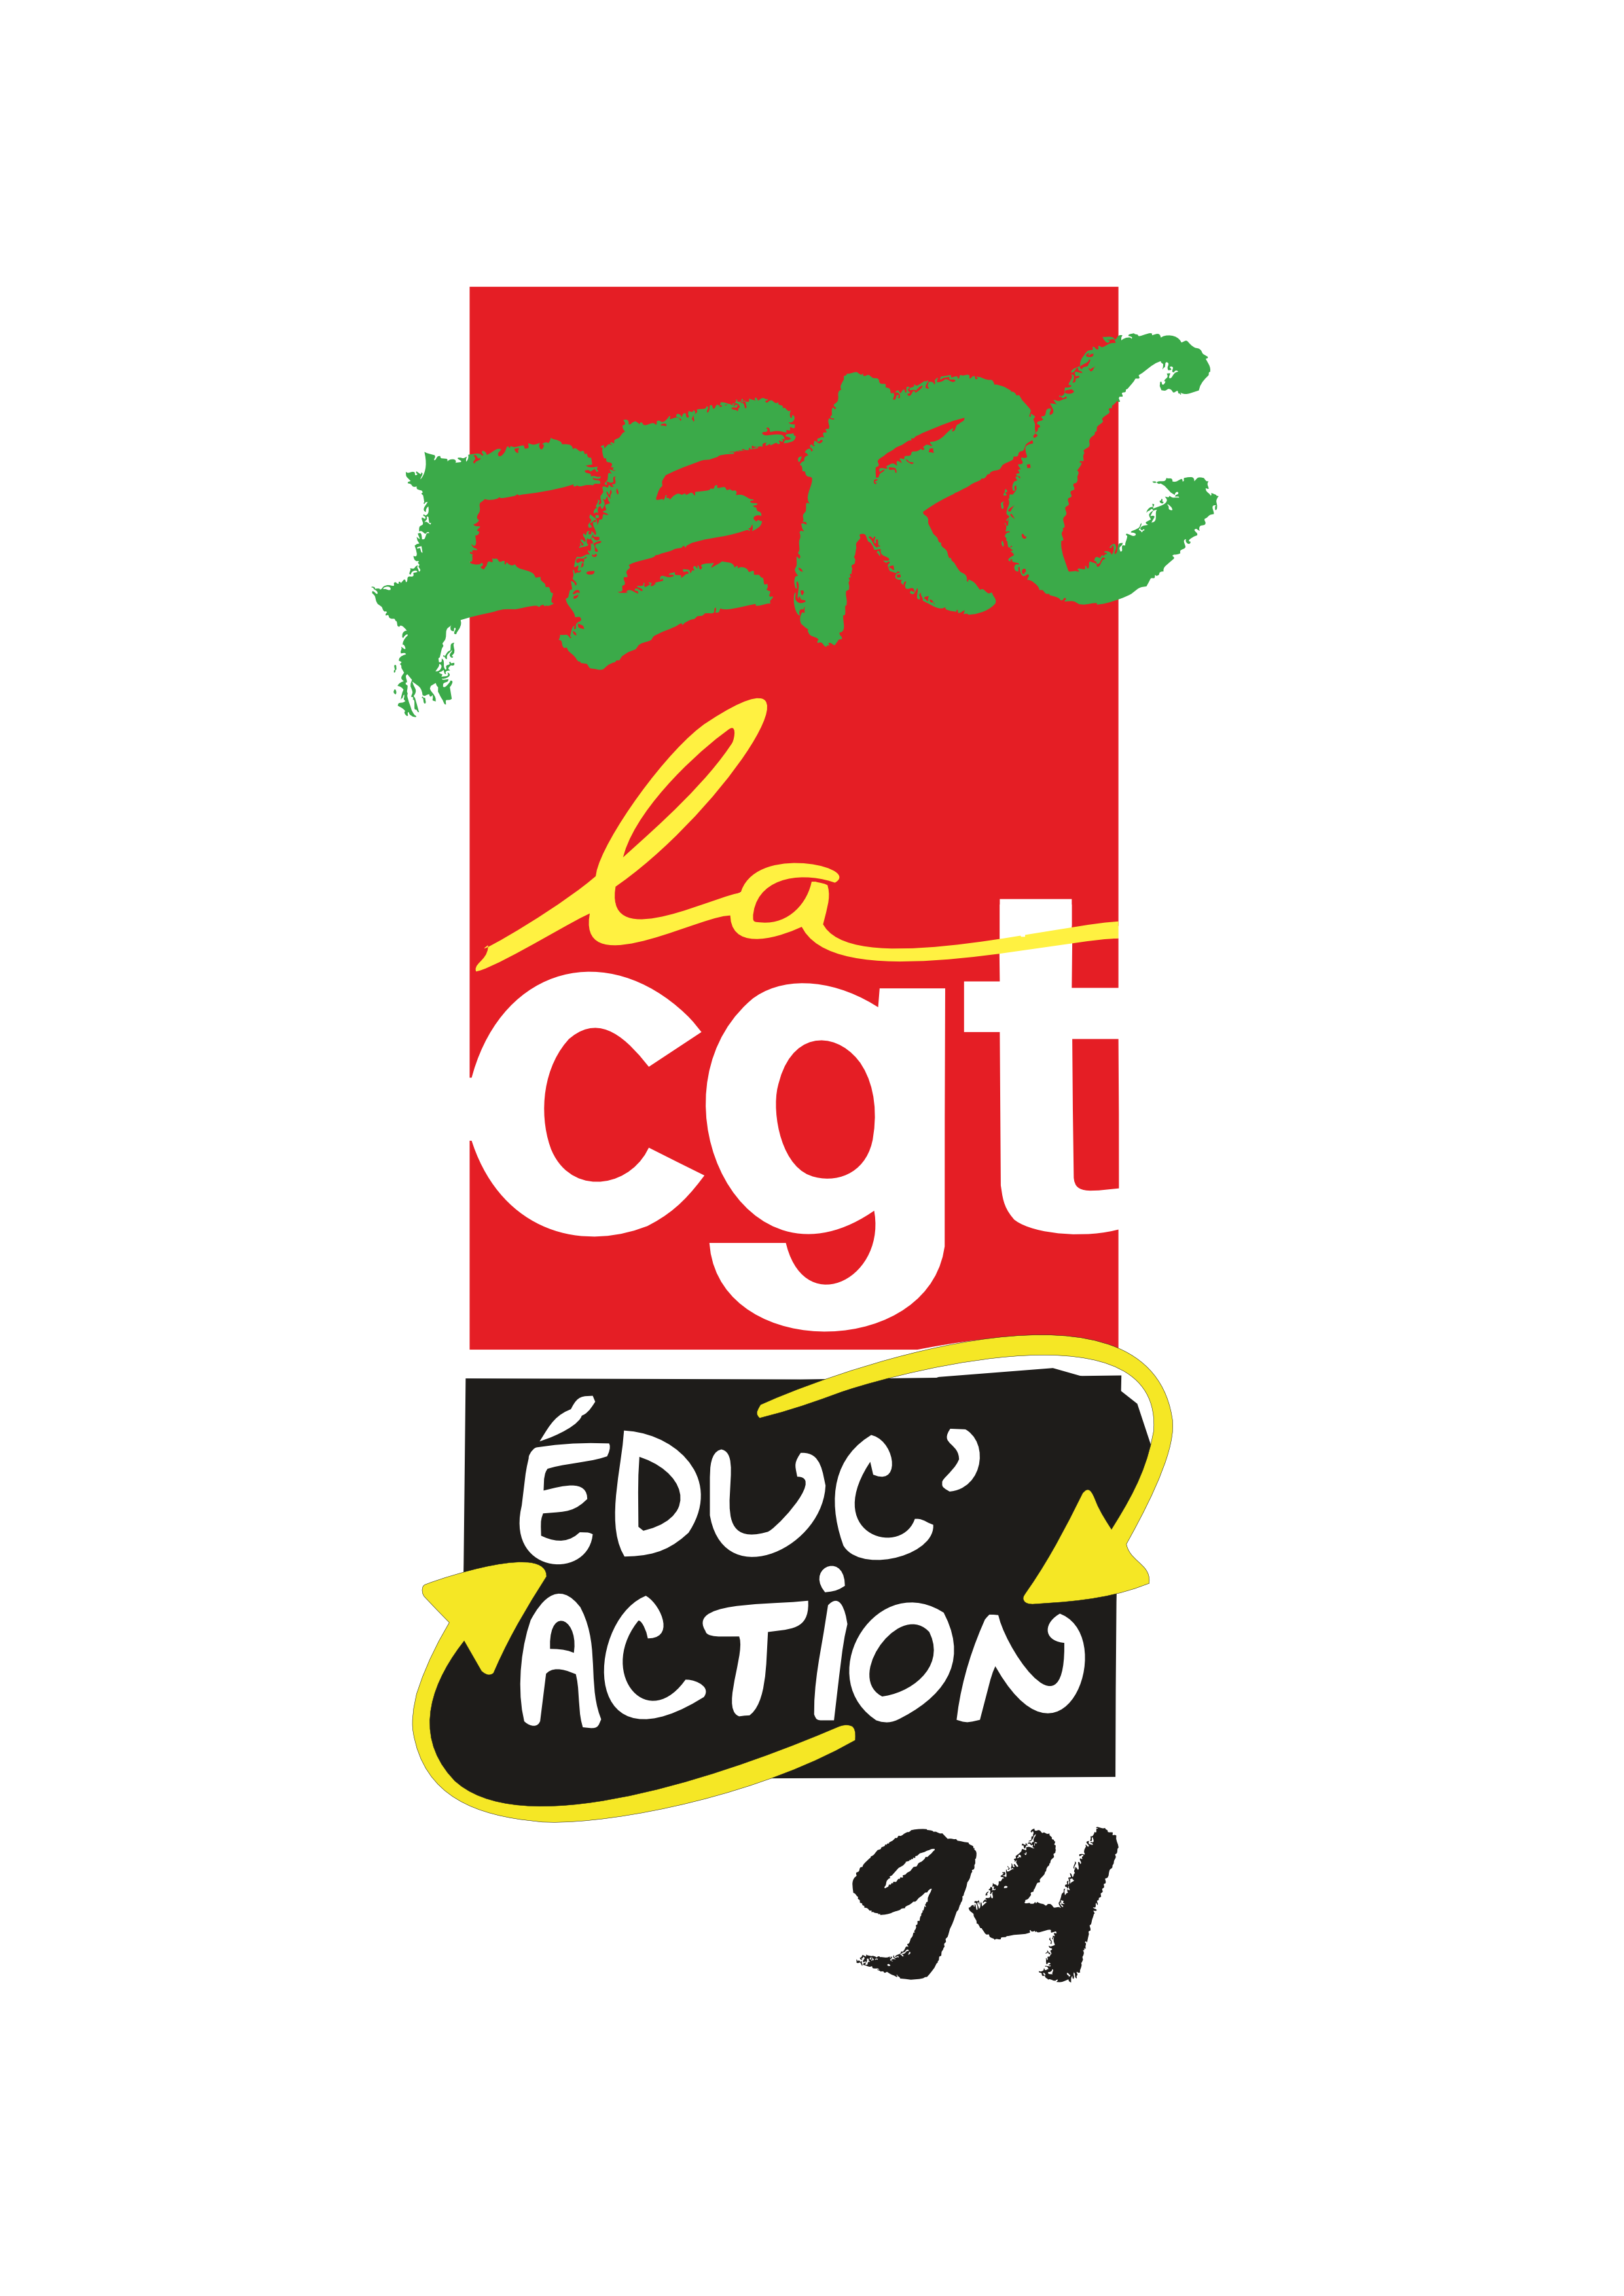 FERC
la
cgt
ÉDUC'
ACTiON
94